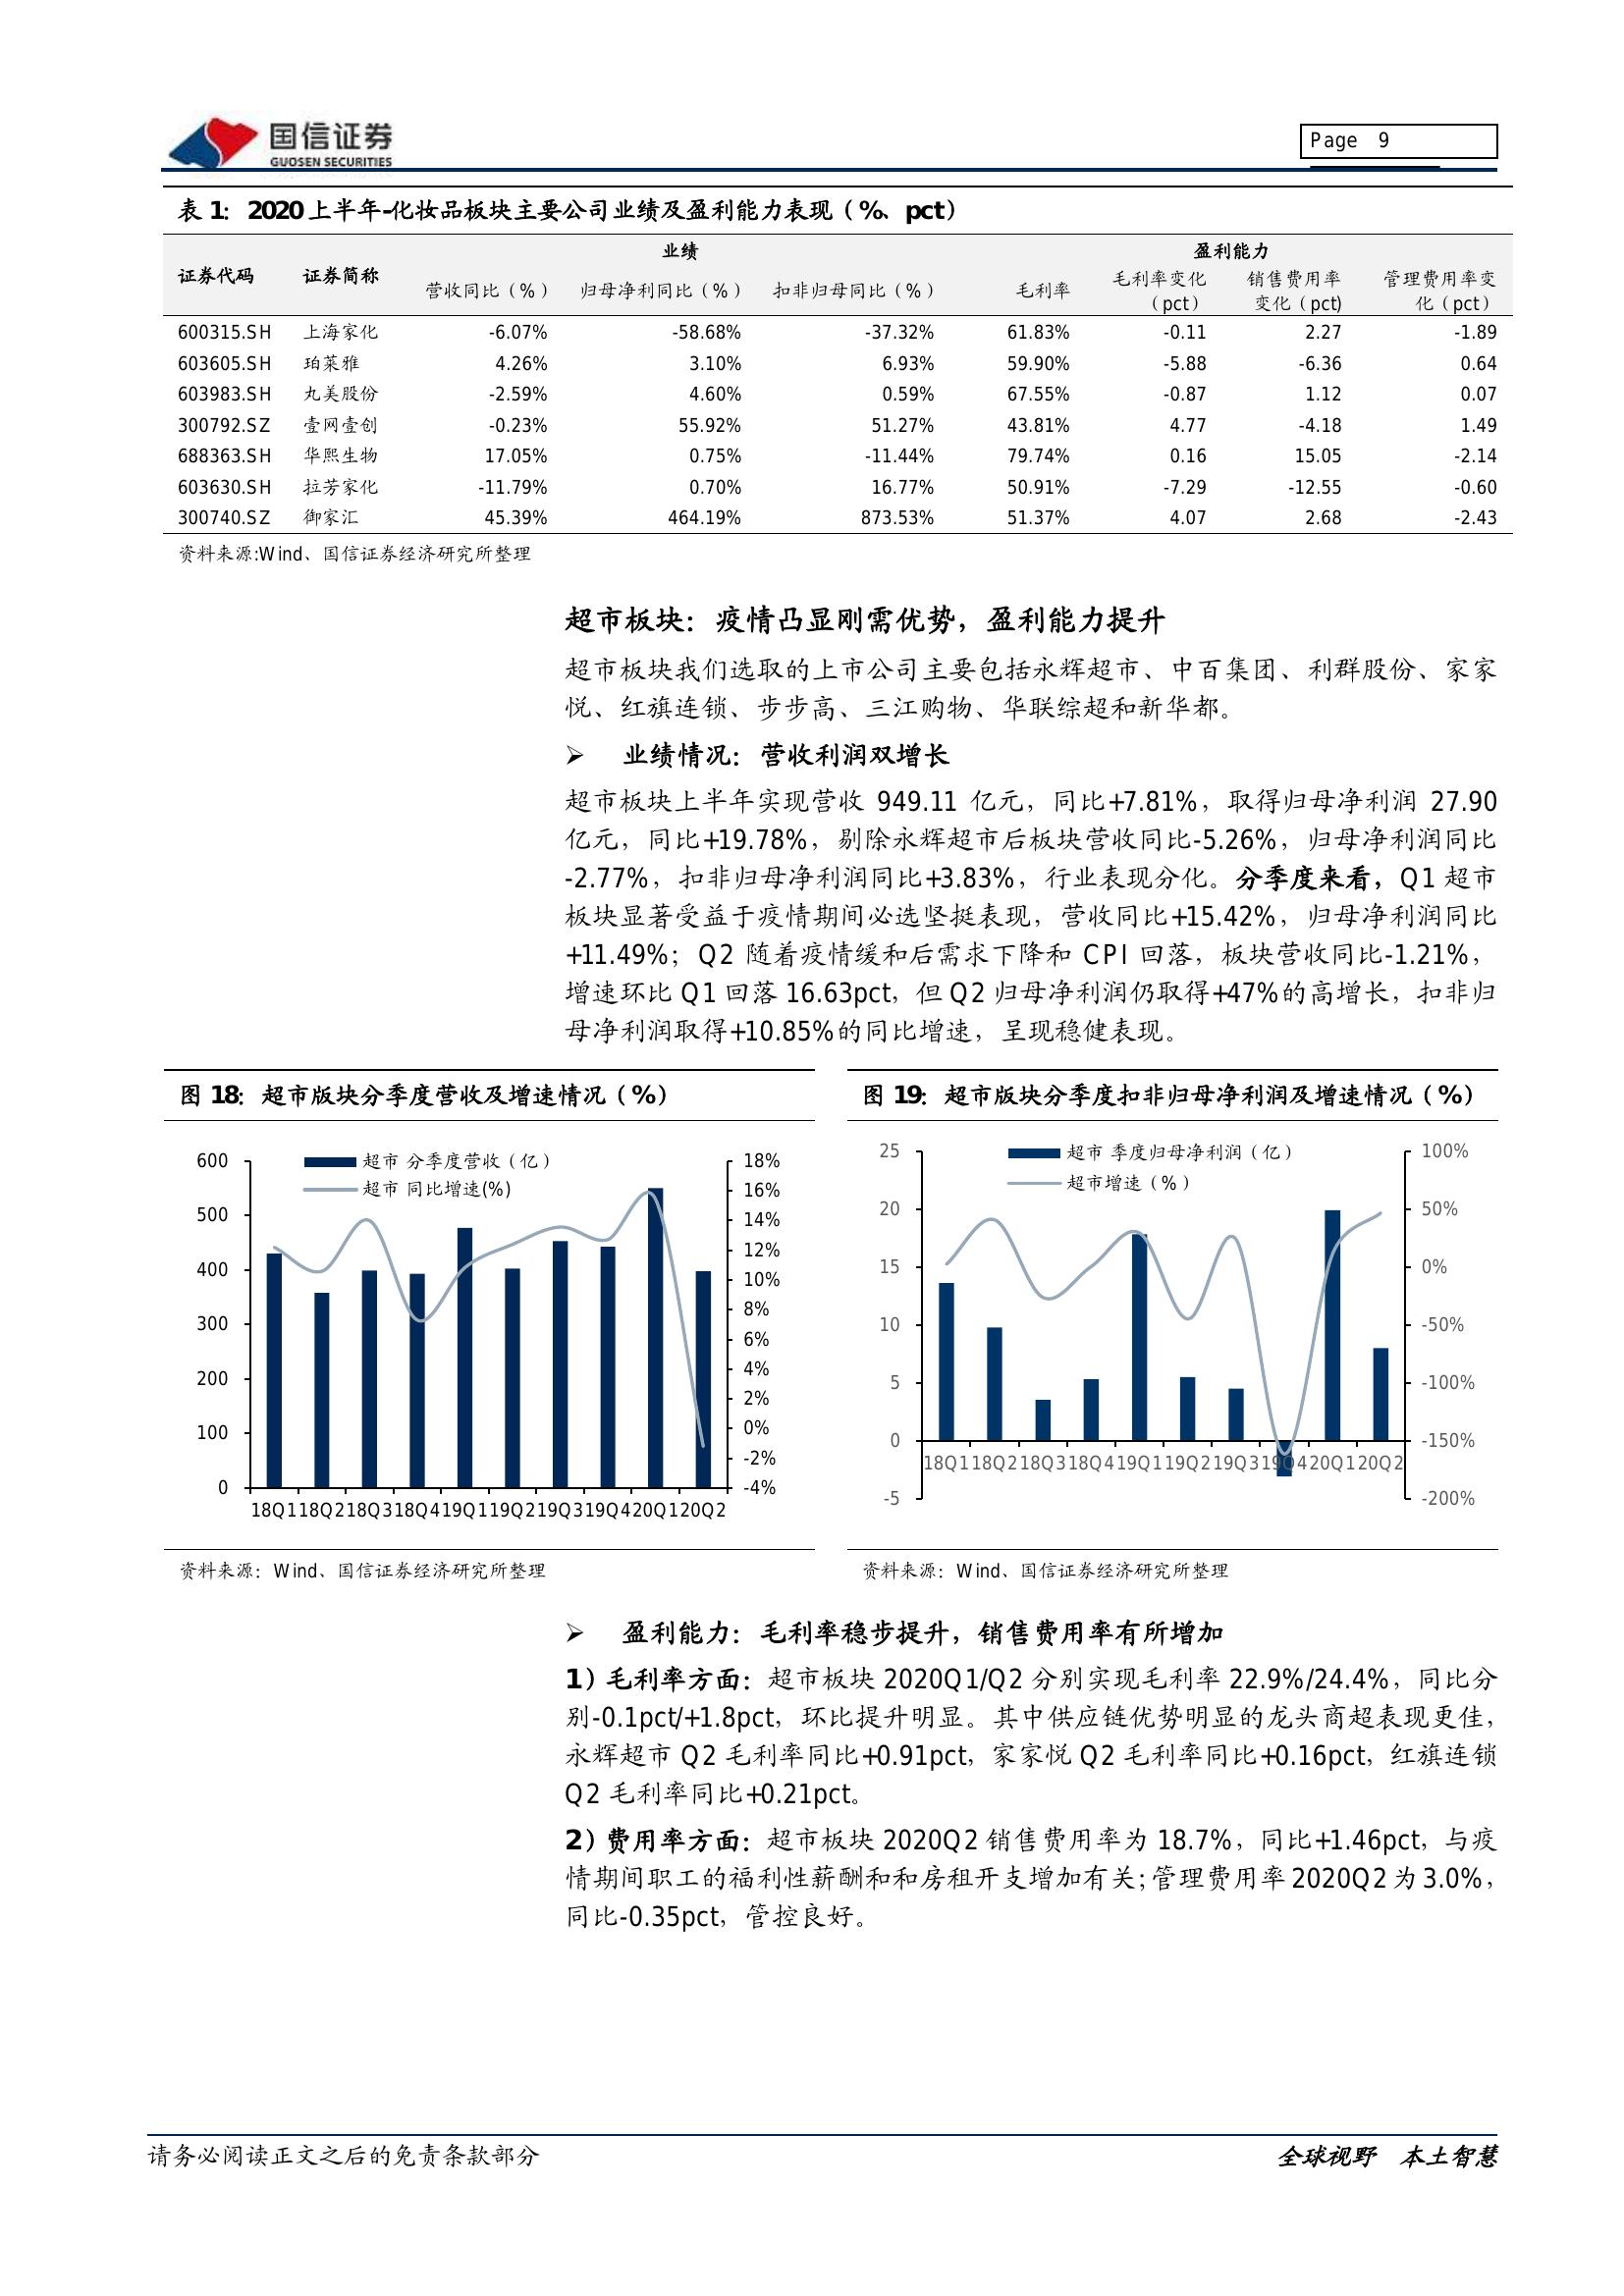 国信证券
GUOSEN SECURITIES
Page 9
表 1：2020 上半年-化妆品板块主要公司业绩及盈利能力表现（%、pct）
业绩 盈利能力
证券代码 证券简称 营收同比（%） 归母净利同比（%） 扣非归母同比（%） 毛利率 毛利率变化（pct） 销售费用率变化（pct) 管理费用率变化（pct）
600315.SH 上海家化 -6.07% -58.68% -37.32% 61.83% -0.11 2.27 -1.89
603605.SH 珀莱雅 4.26% 3.10% 6.93% 59.90% -5.88 -6.36 0.64
603983.SH 丸美股份 -2.59% 4.60% 0.59% 67.55% -0.87 1.12 0.07
300792.SZ 壹网壹创 -0.23% 55.92% 51.27% 43.81% 4.77 -4.18 1.49
688363.SH 华熙生物 17.05% 0.75% -11.44% 79.74% 0.16 15.05 -2.14
603630.SH 拉芳家化 -11.79% 0.70% 16.77% 50.91% -7.29 -12.55 -0.60
300740.SZ 御家汇 45.39% 464.19% 873.53% 51.37% 4.07 2.68 -2.43
资料来源:Wind、国信证券经济研究所整理
超市板块：疫情凸显刚需优势，盈利能力提升
超市板块我们选取的上市公司主要包括永辉超市、中百集团、利群股份、家家
悦、红旗连锁、步步高、三江购物、华联综超和新华都。
➢ 业绩情况：营收利润双增长
超市板块上半年实现营收 949.11 亿元，同比+7.81%，取得归母净利润 27.90
亿元，同比+19.78%，剔除永辉超市后板块营收同比-5.26%，归母净利润同比
-2.77%，扣非归母净利润同比+3.83%，行业表现分化。分季度来看，Q1 超市
板块显著受益于疫情期间必选坚挺表现，营收同比+15.42%，归母净利润同比
+11.49%；Q2 随着疫情缓和后需求下降和 CPI 回落，板块营收同比-1.21%，
增速环比 Q1 回落 16.63pct，但 Q2 归母净利润仍取得+47%的高增长，扣非归
母净利润取得+10.85%的同比增速，呈现稳健表现。
图 18：超市版块分季度营收及增速情况（%）
600
500
400
300
200
100
0
超市 分季度营收（亿）
超市 同比增速(%)
18%
16%
14%
12%
10%
8%
6%
4%
2%
0%
-2%
-4%
18Q1 18Q2 18Q3 18Q4 19Q1 19Q2 19Q3 19Q4 20Q1 20Q2
资料来源：Wind、国信证券经济研究所整理
图 19：超市版块分季度扣非归母净利润及增速情况（%）
25
20
15
10
5
0
-5
超市 季度归母净利润（亿）
超市增速（%）
100%
50%
0%
-50%
-100%
-150%
-200%
18Q1 18Q2 18Q3 18Q4 19Q1 19Q2 19Q3 19Q4 20Q1 20Q2
资料来源：Wind、国信证券经济研究所整理
➢ 盈利能力：毛利率稳步提升，销售费用率有所增加
1）毛利率方面：超市板块 2020Q1/Q2 分别实现毛利率 22.9%/24.4%，同比分
别-0.1pct/+1.8pct，环比提升明显。其中供应链优势明显的龙头商超表现更佳，
永辉超市 Q2 毛利率同比+0.91pct，家家悦 Q2 毛利率同比+0.16pct，红旗连锁
Q2 毛利率同比+0.21pct。
2）费用率方面：超市板块 2020Q2 销售费用率为 18.7%，同比+1.46pct，与疫
情期间职工的福利性薪酬和和房租开支增加有关；管理费用率 2020Q2 为 3.0%，
同比-0.35pct，管控良好。
请务必阅读正文之后的免责条款部分
全球视野 本土智慧